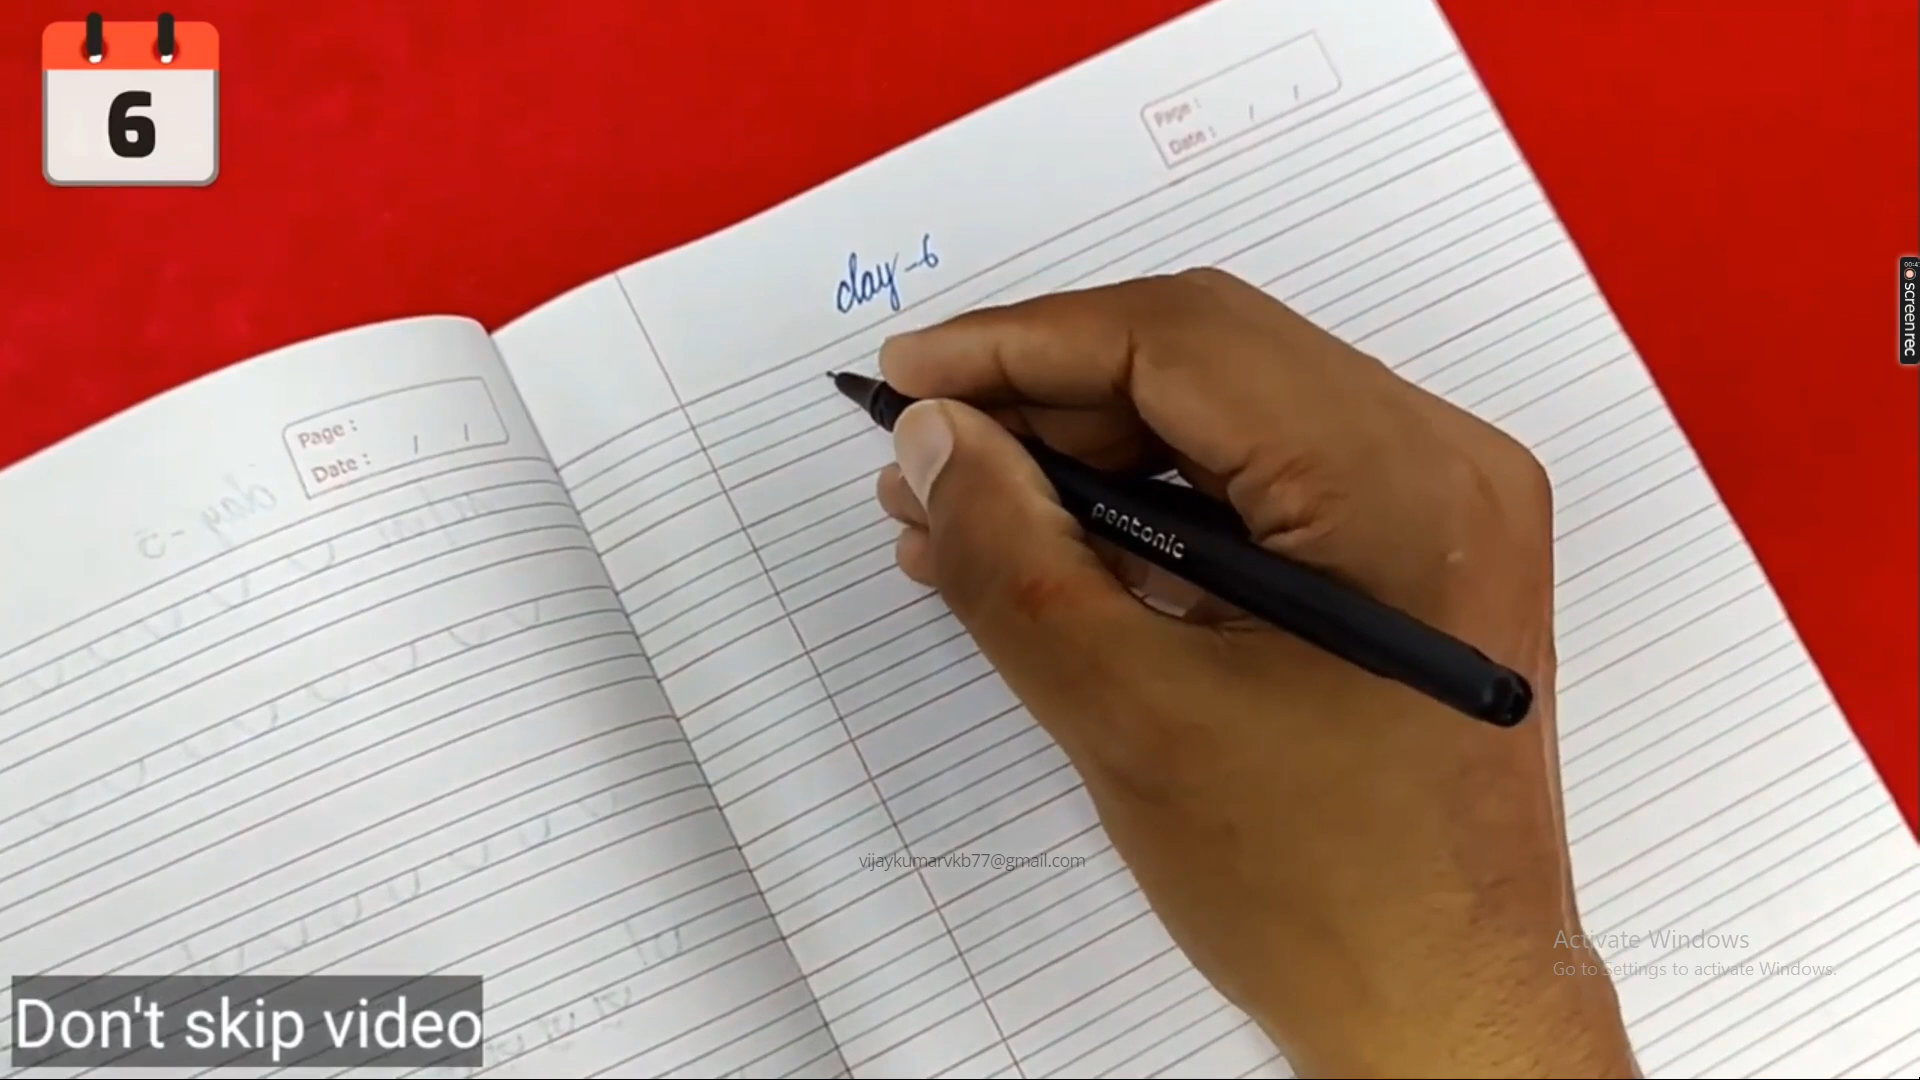 6
Page :
Date : / /
day-6
Page :
Date : / /
day -5
pentonic
screenrec
vijaykumarvkb77@gmail.com
Activate Windows
Go to Settings to activate Windows.
Don't skip video